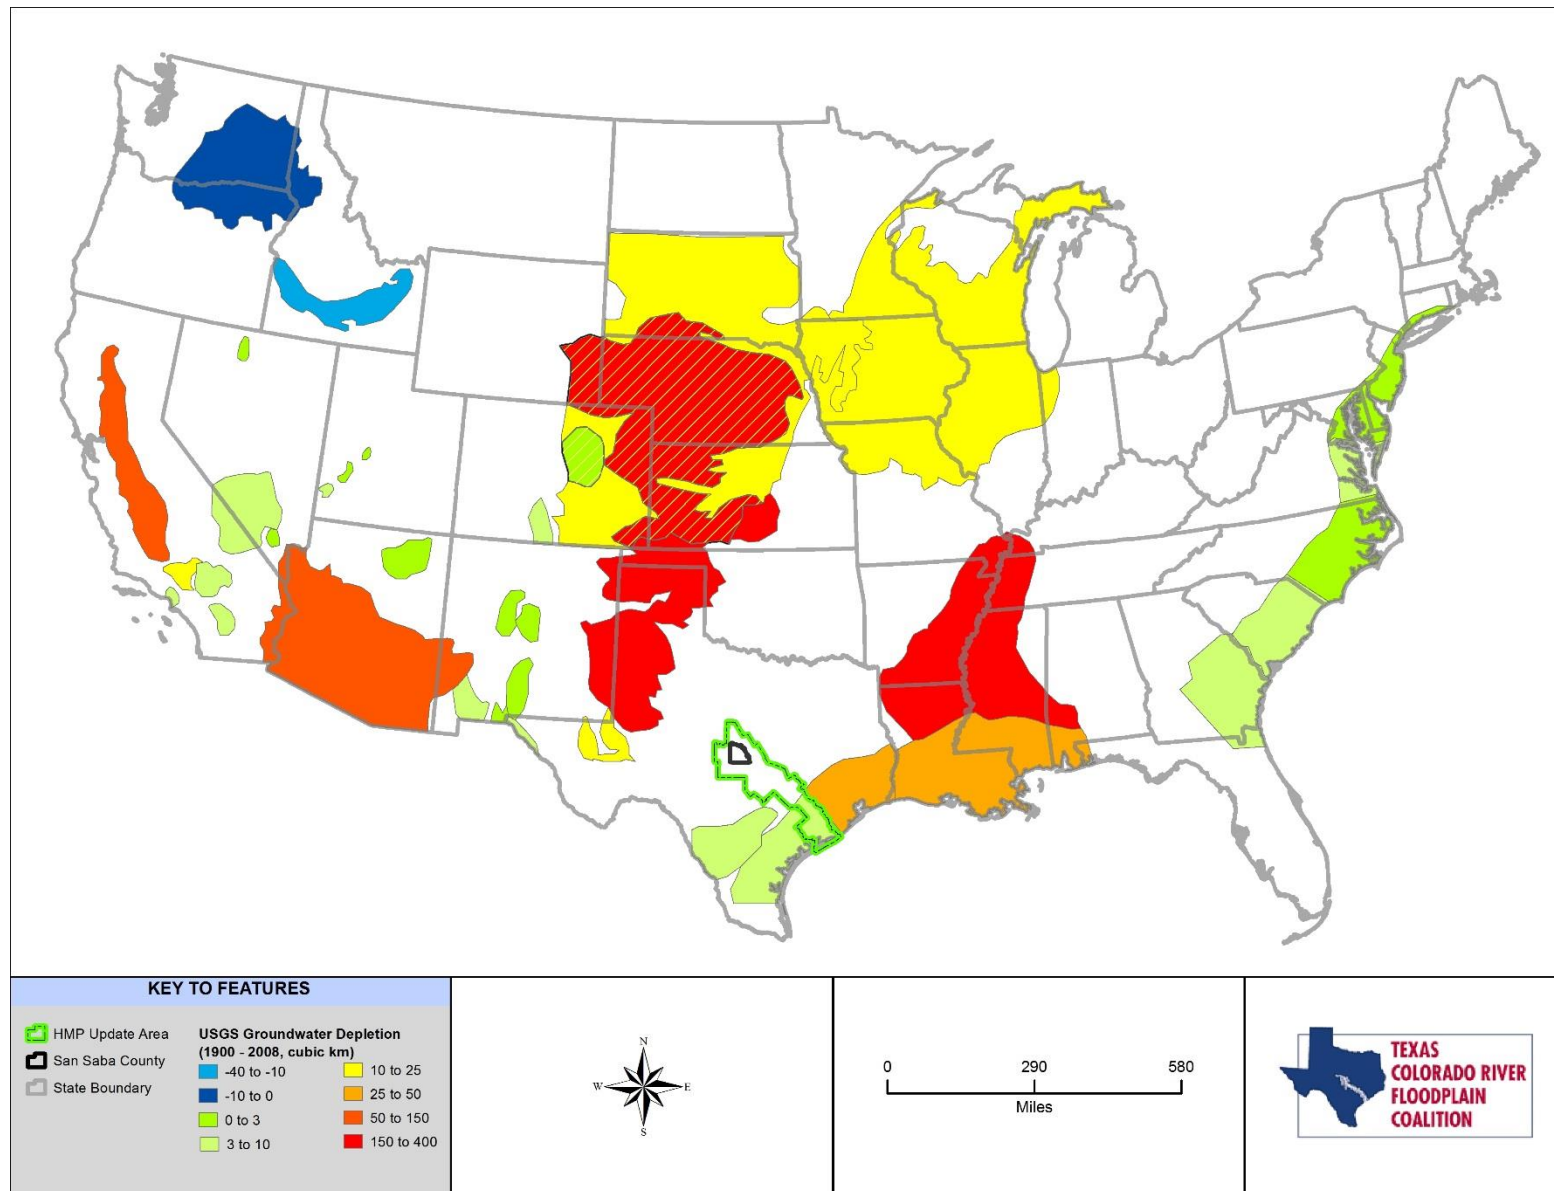 KEY TO FEATURES
HMP Update Area
San Saba County
State Boundary
USGS Groundwater Depletion
(1900 - 2008, cubic km)
-40 to -10
-10 to 0
0 to 3
3 to 10
10 to 25
25 to 50
50 to 150
150 to 400
N
W
E
S
0 290 580
Miles
TEXAS
COLORADO RIVER
FLOODPLAIN
COALITION